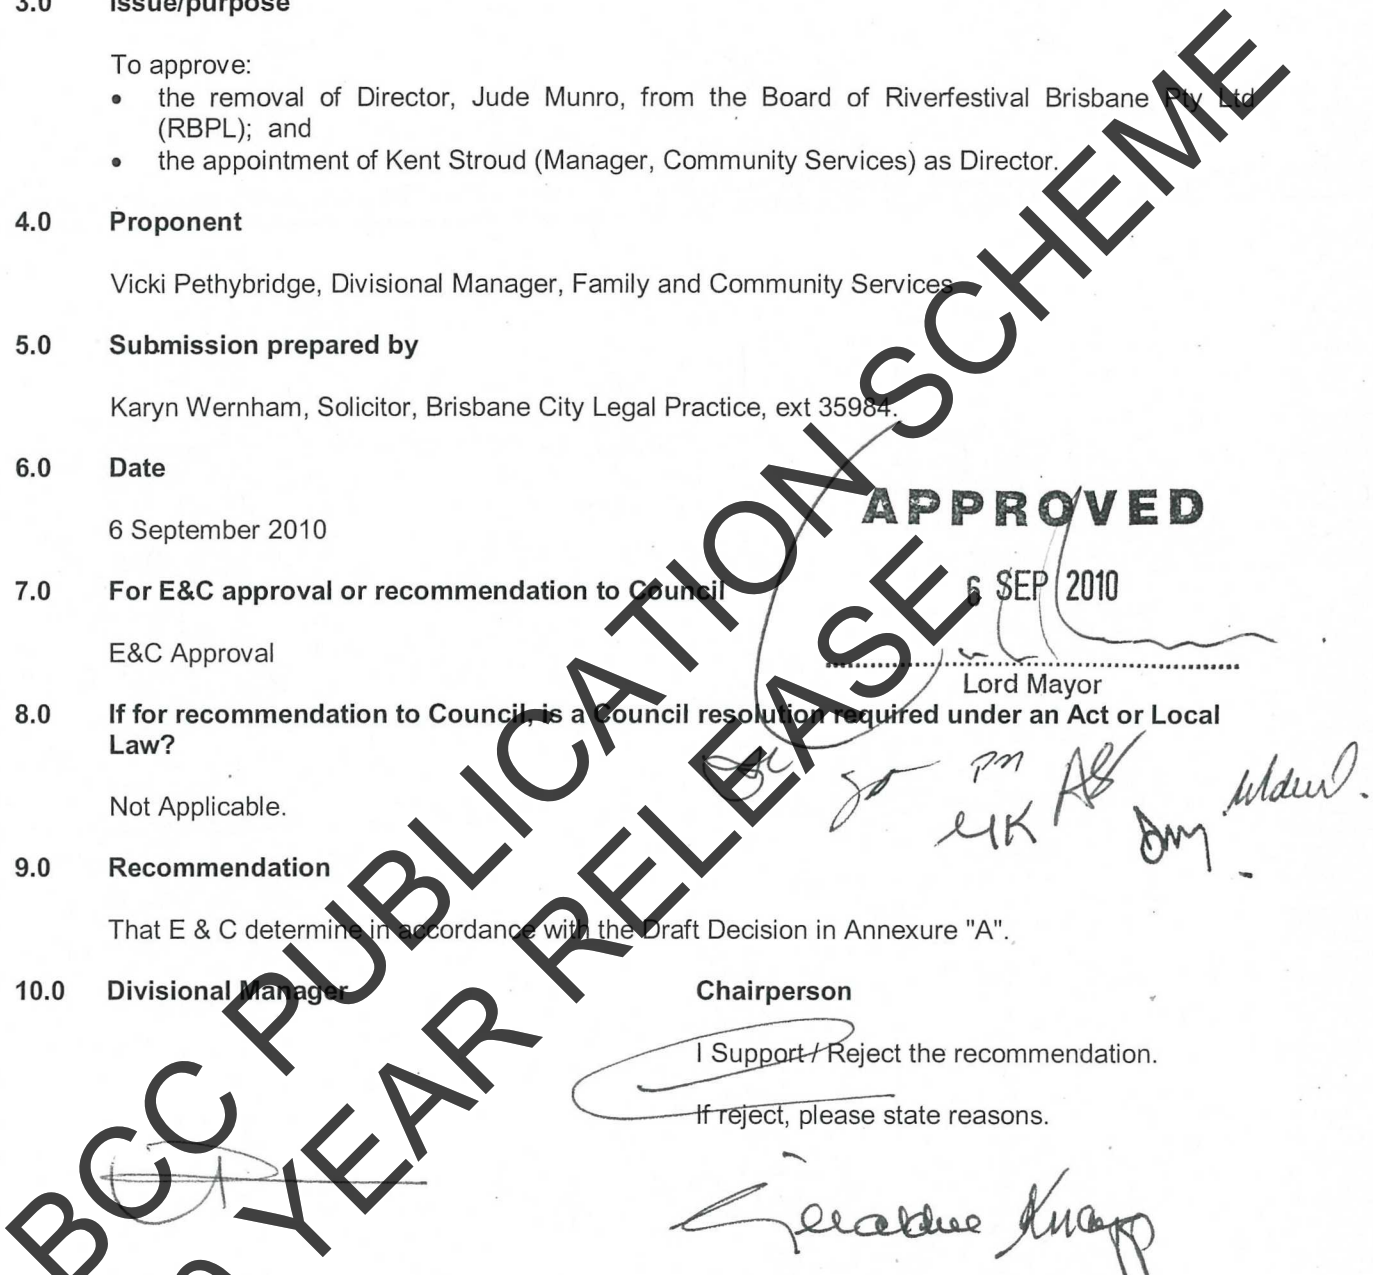 3.0 Issue/purpose
To approve:
• the removal of Director, Jude Munro, from the Board of Riverfestival Brisbane Pty Ltd
(RBPL); and
• the appointment of Kent Stroud (Manager, Community Services) as Director.
4.0 Proponent
Vicki Pethybridge, Divisional Manager, Family and Community Services
5.0 Submission prepared by
Karyn Wernham, Solicitor, Brisbane City Legal Practice, ext 35984.
6.0 Date
6 September 2010
APPROVED
6 SEP 2010
Lord Mayor
7.0 For E&C approval or recommendation to Council
E&C Approval
8.0 If for recommendation to Council, is a Council resolution required under an Act or Local
Law?
Not Applicable.
9.0 Recommendation
That E & C determine in accordance with the Draft Decision in Annexure "A".
10.0 Divisional Manager
Chairperson
I Support / Reject the recommendation.
If reject, please state reasons.
Geraldine Knapp
BCC PUBLICATION SCHEME
YEAR RELEASE